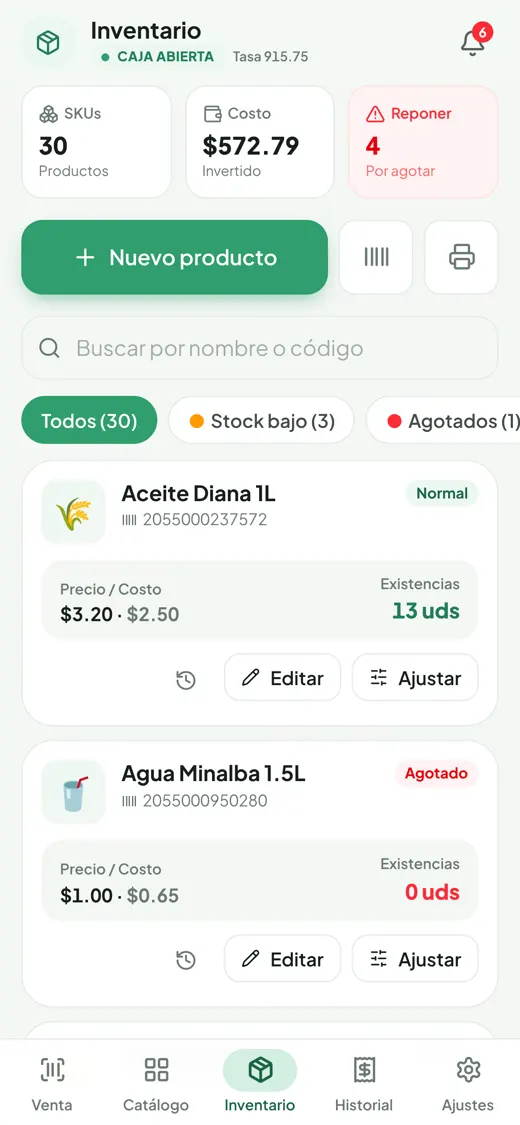 Inventario
CAJA ABIERTA Tasa 915.75
6
SKUs
30
Productos
Costo
$572.79
Invertido
Reponer
4
Por agotar
Nuevo producto
Buscar por nombre o código
Todos (30)
Stock bajo (3)
Agotados (1)
Aceite Diana 1L
Normal
2055000237572
Precio / Costo
$3.20 · $2.50
Existencias
13 uds
Editar
Ajustar
Agua Minalba 1.5L
Agotado
2055000950280
Precio / Costo
$1.00 · $0.65
Existencias
0 uds
Editar
Ajustar
Venta
Catálogo
Inventario
Historial
Ajustes